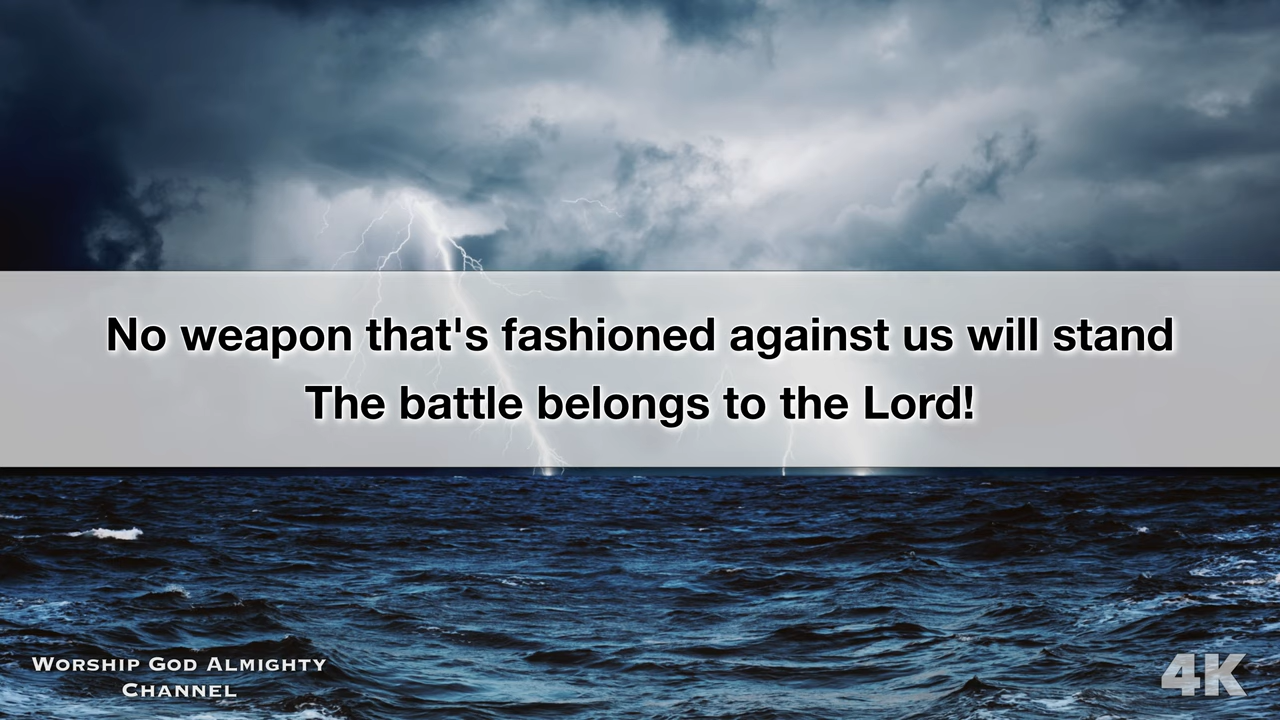 No weapon that's fashioned against us will stand
The battle belongs to the Lord!
Worship God Almighty
Channel
4K